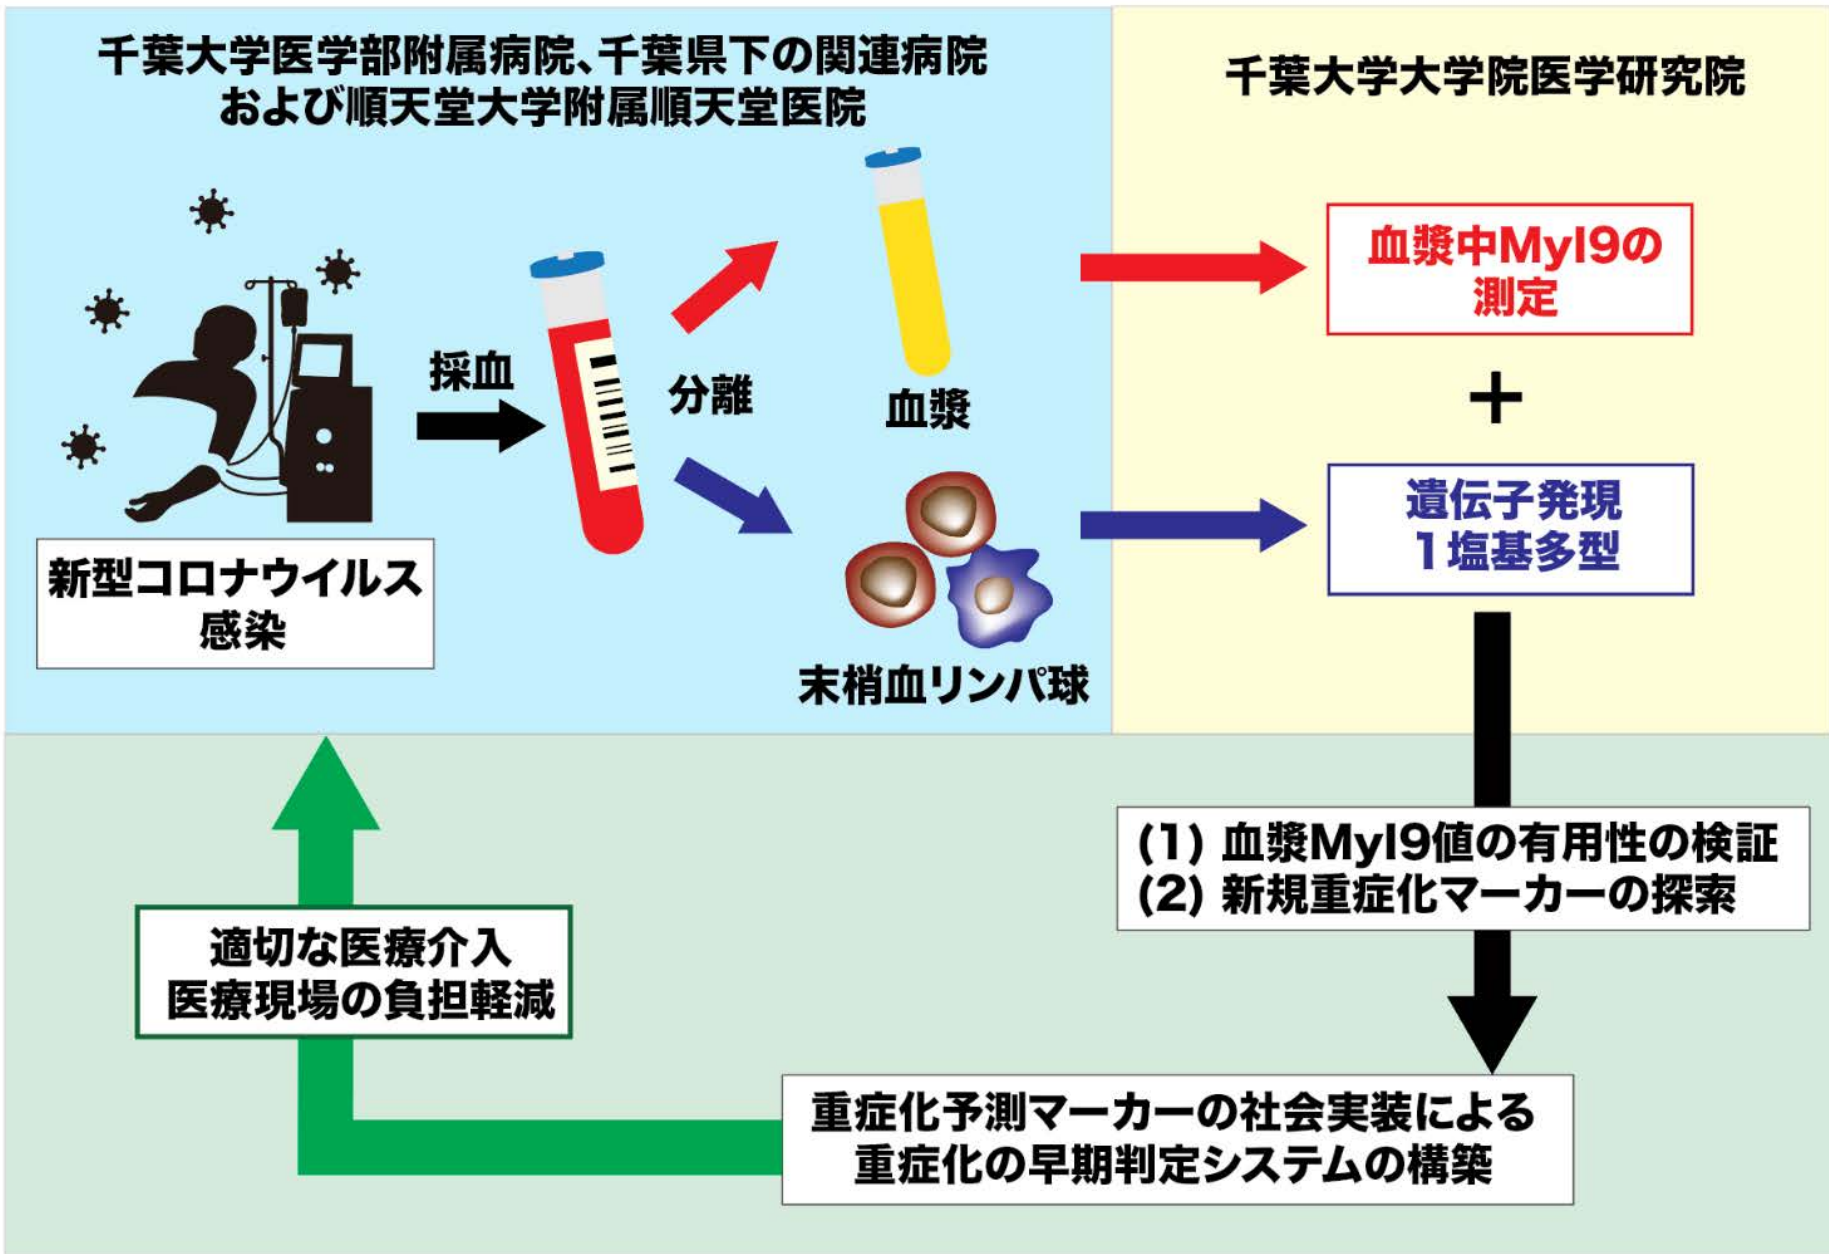 千葉大学医学部附属病院、千葉県下の関連病院
および順天堂大学附属順天堂医院
千葉大学大学院医学研究院
採血
分離
血漿
末梢血リンパ球
新型コロナウイルス
感染
血漿中Myl9の
測定
+
遺伝子発現
1塩基多型
(1) 血漿Myl9値の有用性の検証
(2) 新規重症化マーカーの探索
重症化予測マーカーの社会実装による
重症化の早期判定システムの構築
適切な医療介入
医療現場の負担軽減